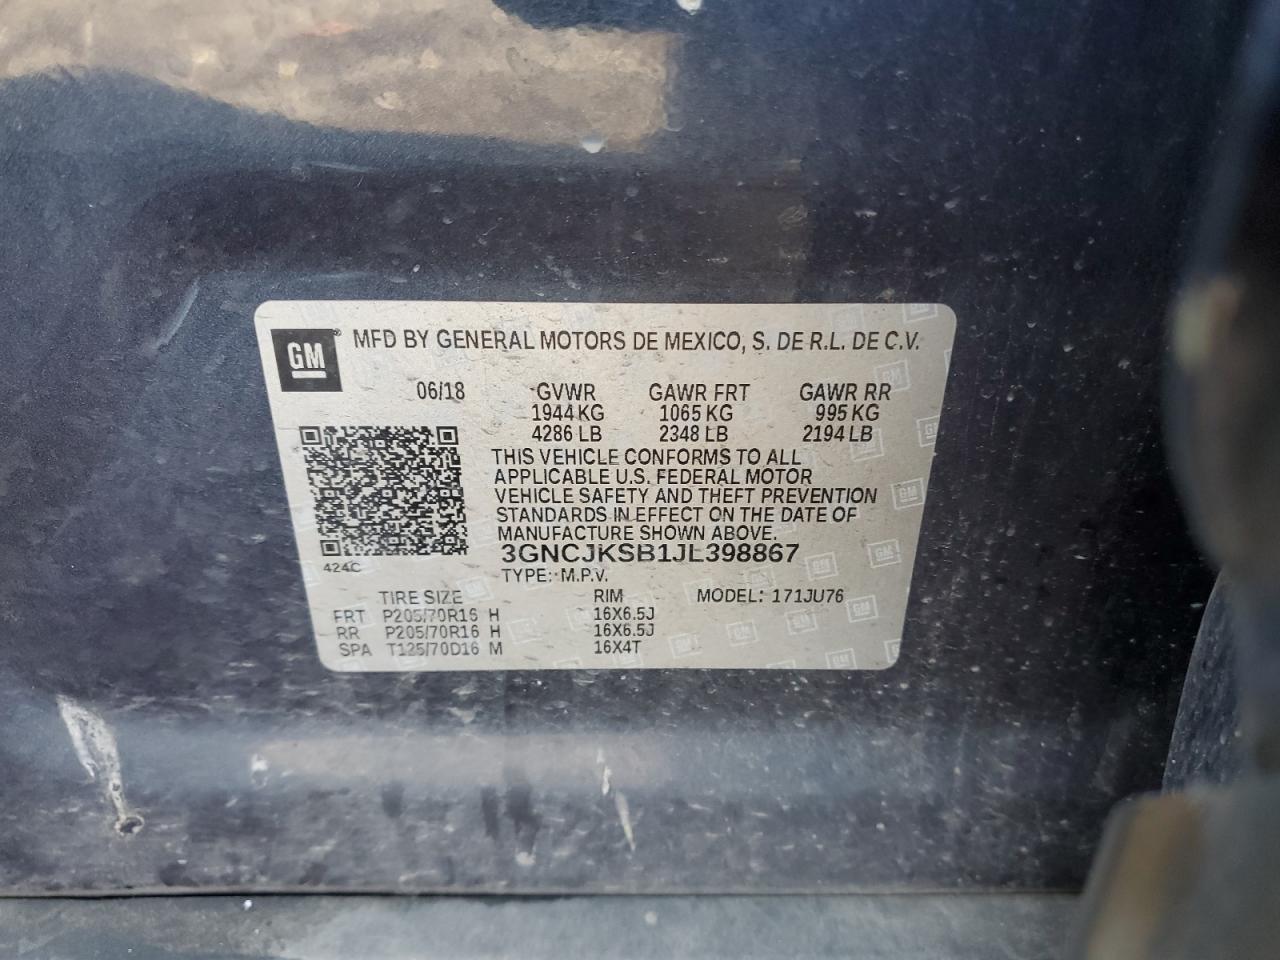 GM® MFD BY GENERAL MOTORS DE MEXICO, S. DE R.L. DE C.V.
06/18 GVWR GAWR FRT GAWR RR
1944 KG 1065 KG 995 KG
4286 LB 2348 LB 2194 LB
THIS VEHICLE CONFORMS TO ALL
APPLICABLE U.S. FEDERAL MOTOR
VEHICLE SAFETY AND THEFT PREVENTION
STANDARDS IN EFFECT ON THE DATE OF
MANUFACTURE SHOWN ABOVE.
3GNCJKSB1JL398867
424C
TYPE: M.P.V.
TIRE SIZE RIM MODEL: 171JU76
FRT P205/70R16 H 16X6.5J
RR P205/70R16 H 16X6.5J
SPA T125/70D16 M 16X4T